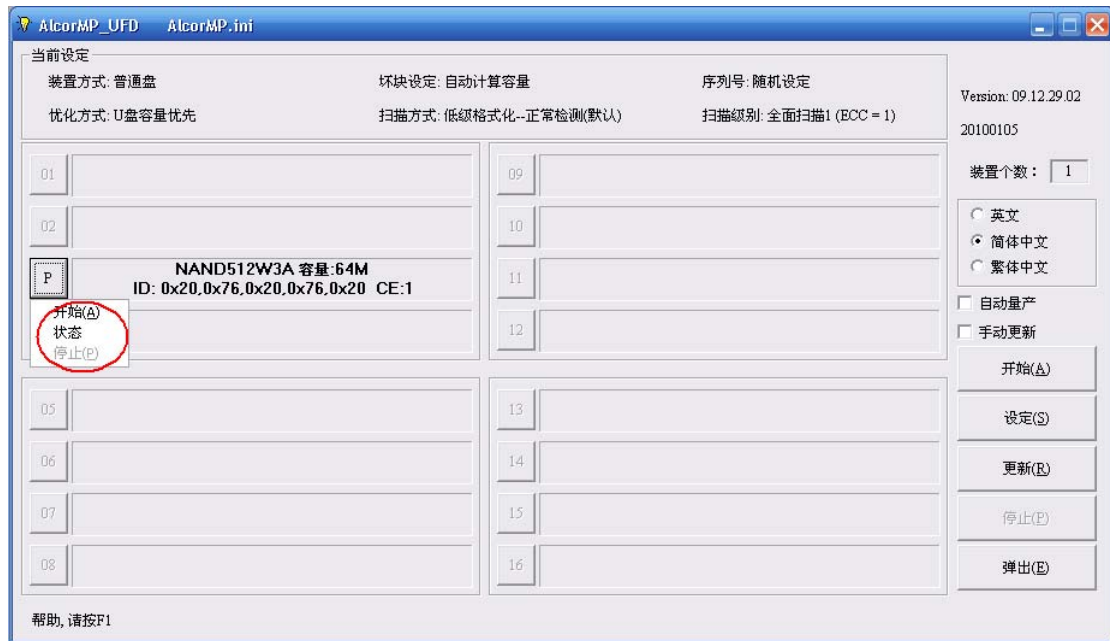 AlcorMP_UFD AlcorMP.ini
当前设定
装置方式: 普通盘 坏块设定: 自动计算容量 序列号: 随机设定
优化方式: U盘容量优先 扫描方式: 低级格式化--正常检测(默认) 扫描级别: 全面扫描1 (ECC = 1)
Version: 09.12.29.02
20100105
装置个数： 1
英文
简体中文
繁体中文
自动量产
手动更新
开始(A)
设定(S)
更新(R)
停止(P)
弹出(E)
01
02
P NAND512W3A 容量:64M
ID: 0x20,0x76,0x20,0x76,0x20 CE:1
开始(A)
状态
停止(P)
09
10
11
12
05
06
07
08
13
14
15
16
帮助, 请按F1